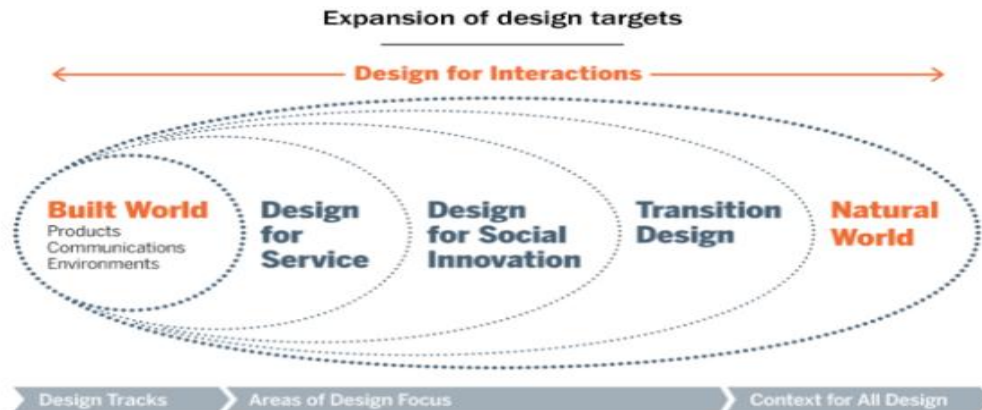 Expansion of design targets
Design for Interactions
Built World
Products
Communications
Environments
Design
for
Service
Design
for Social
Innovation
Transition
Design
Natural
World
Design Tracks
Areas of Design Focus
Context for All Design